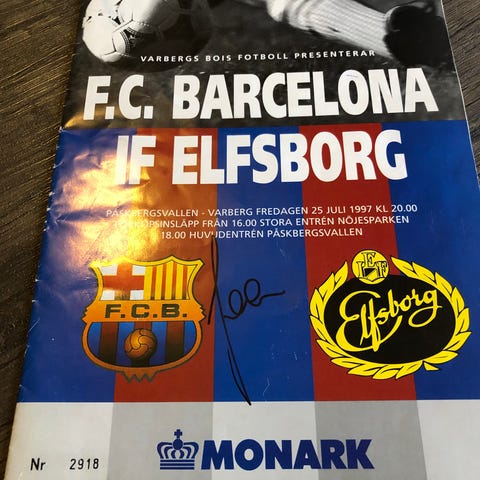 VARBERGS BOIS FOTBOLL PRESENTERAR
F.C. BARCELONA
IF ELFSBORG
PÅSKBERGSVALLEN - VARBERG FREDAGEN 25 JULI 1997 KL 20.00
FÖRKÖPSINSLÄPP FRÅN 16.00 STORA ENTRÉN NÖJESPARKEN
18.00 HUVUDENTRÉN PÅSKBERGSVALLEN
F.C.B.
IEF
Elfsborg
MONARK
Nr 2918